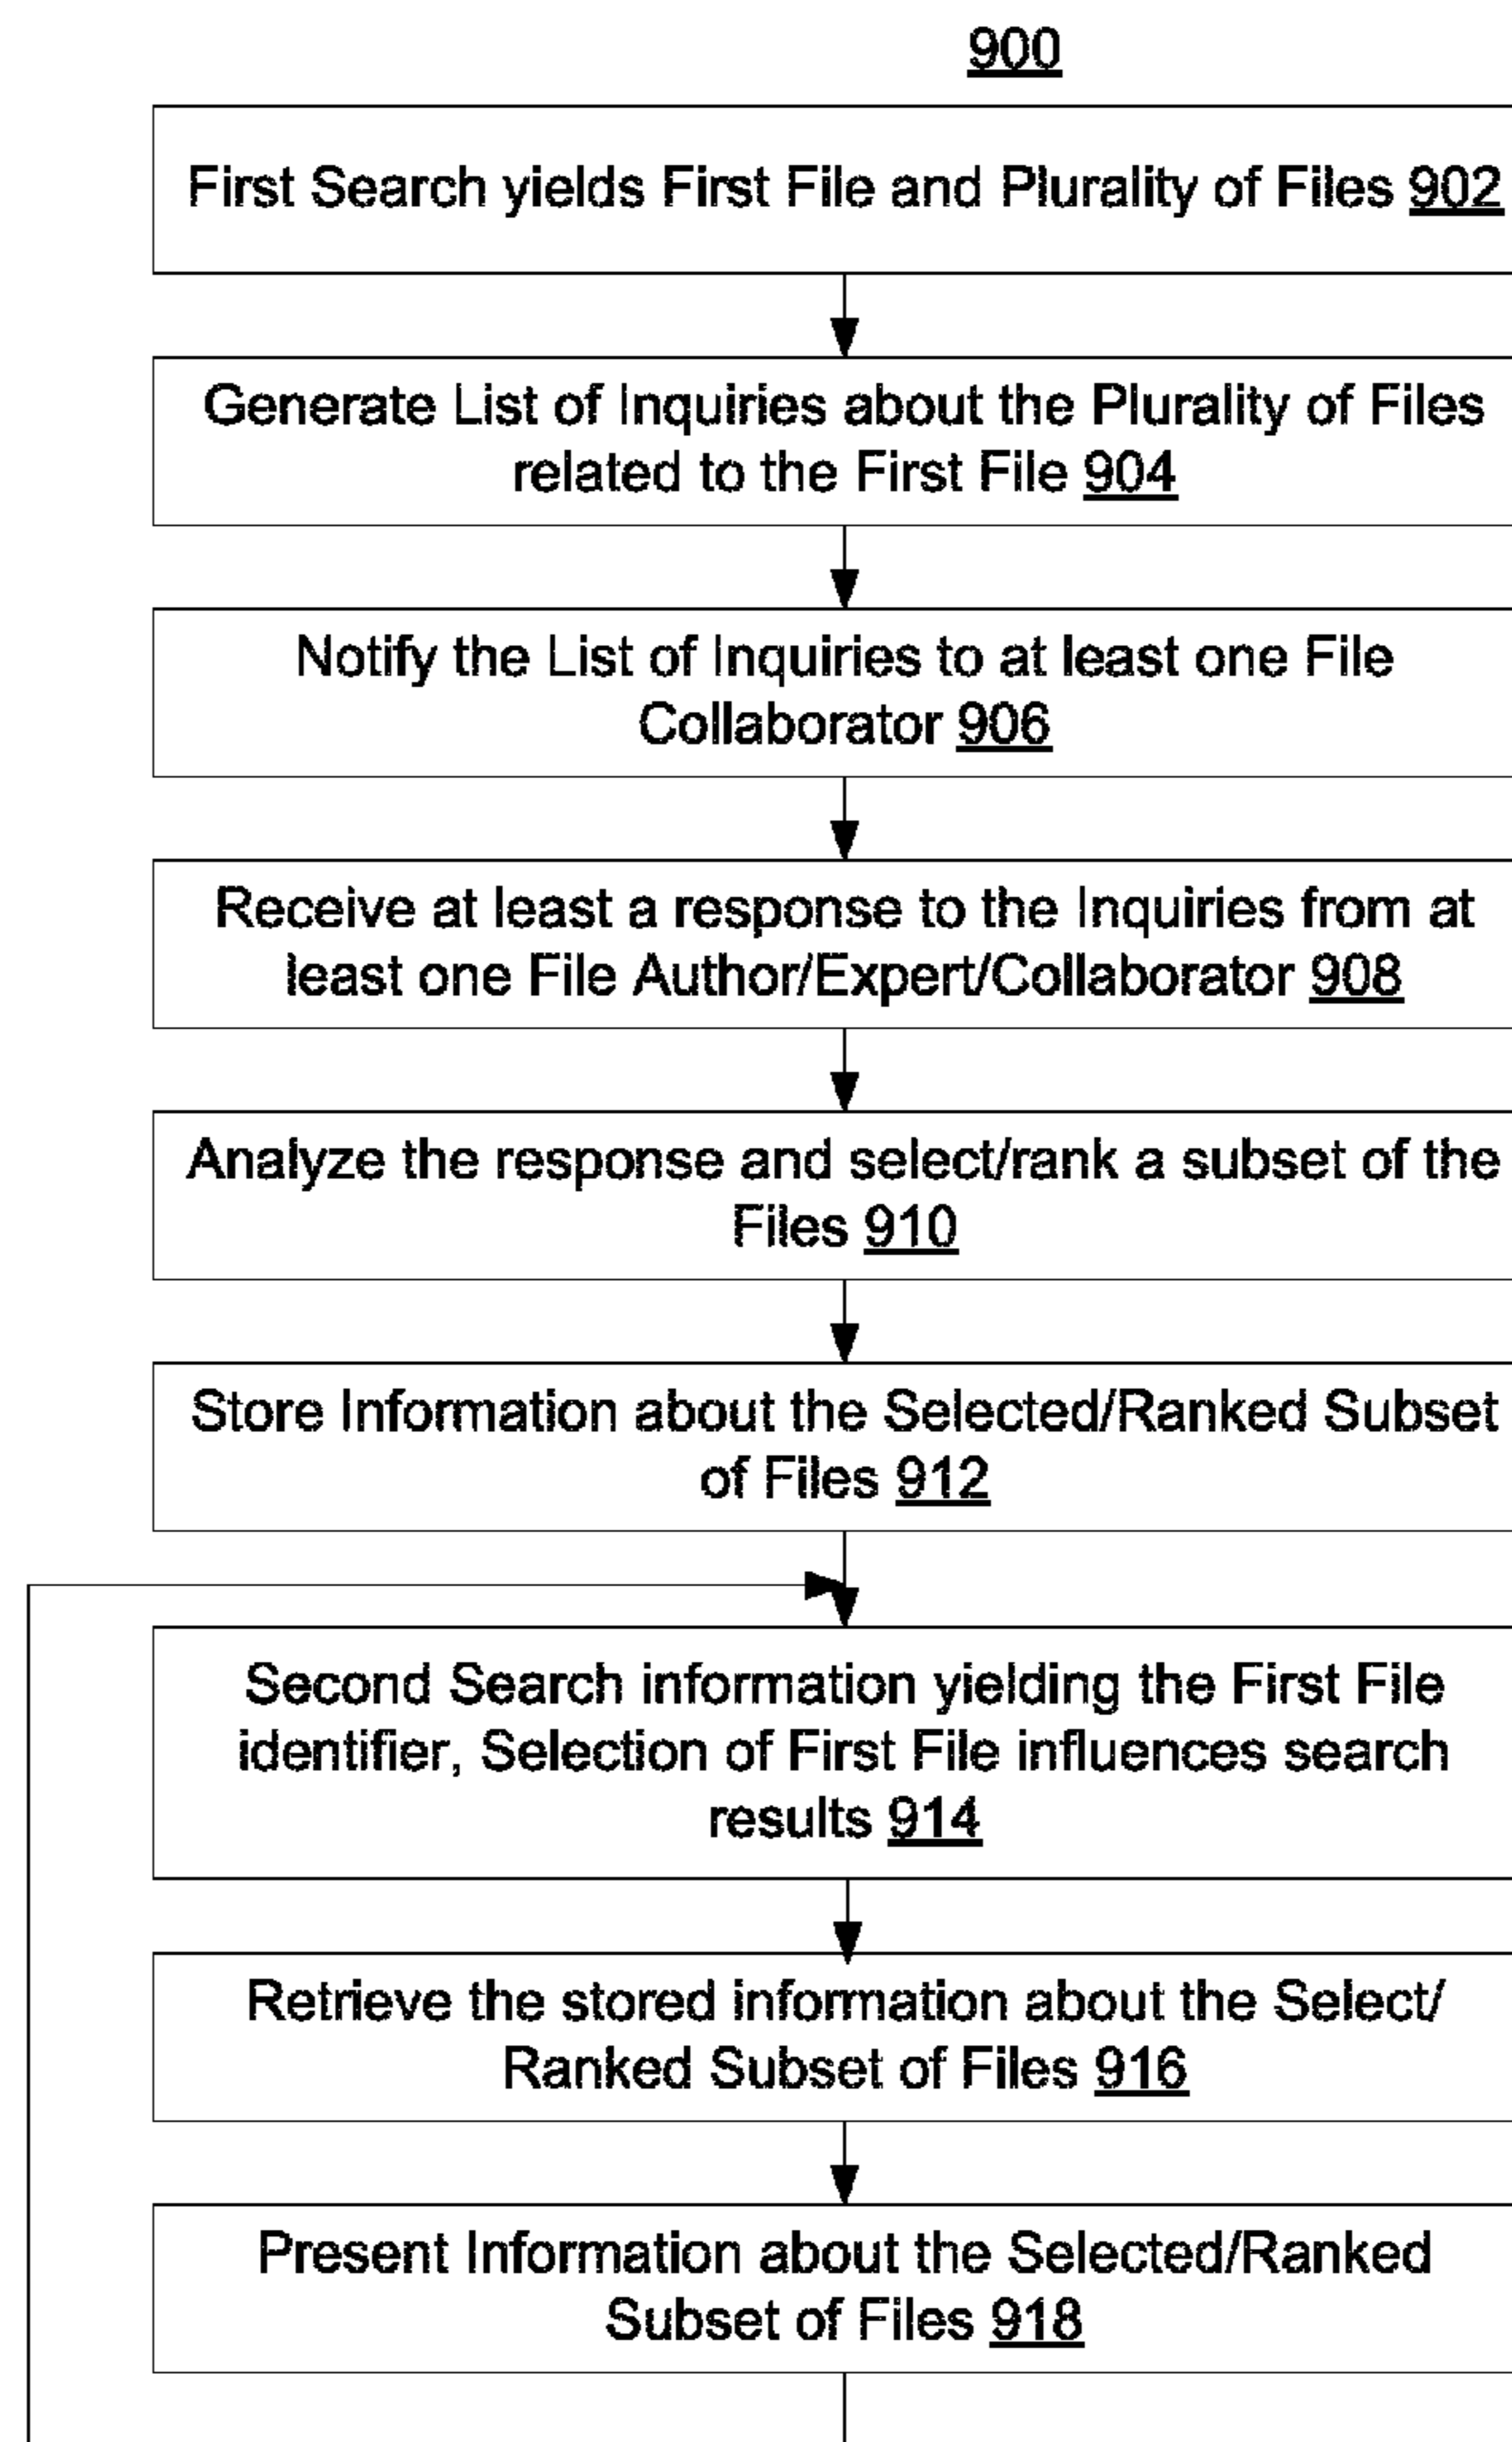 900
First Search yields First File and Plurality of Files 902
Generate List of Inquiries about the Plurality of Files
related to the First File 904
Notify the List of Inquiries to at least one File
Collaborator 906
Receive at least a response to the Inquiries from at
least one File Author/Expert/Collaborator 908
Analyze the response and select/rank a subset of the
Files 910
Store Information about the Selected/Ranked Subset
of Files 912
Second Search information yielding the First File
identifier, Selection of First File influences search
results 914
Retrieve the stored information about the Select/
Ranked Subset of Files 916
Present Information about the Selected/Ranked
Subset of Files 918